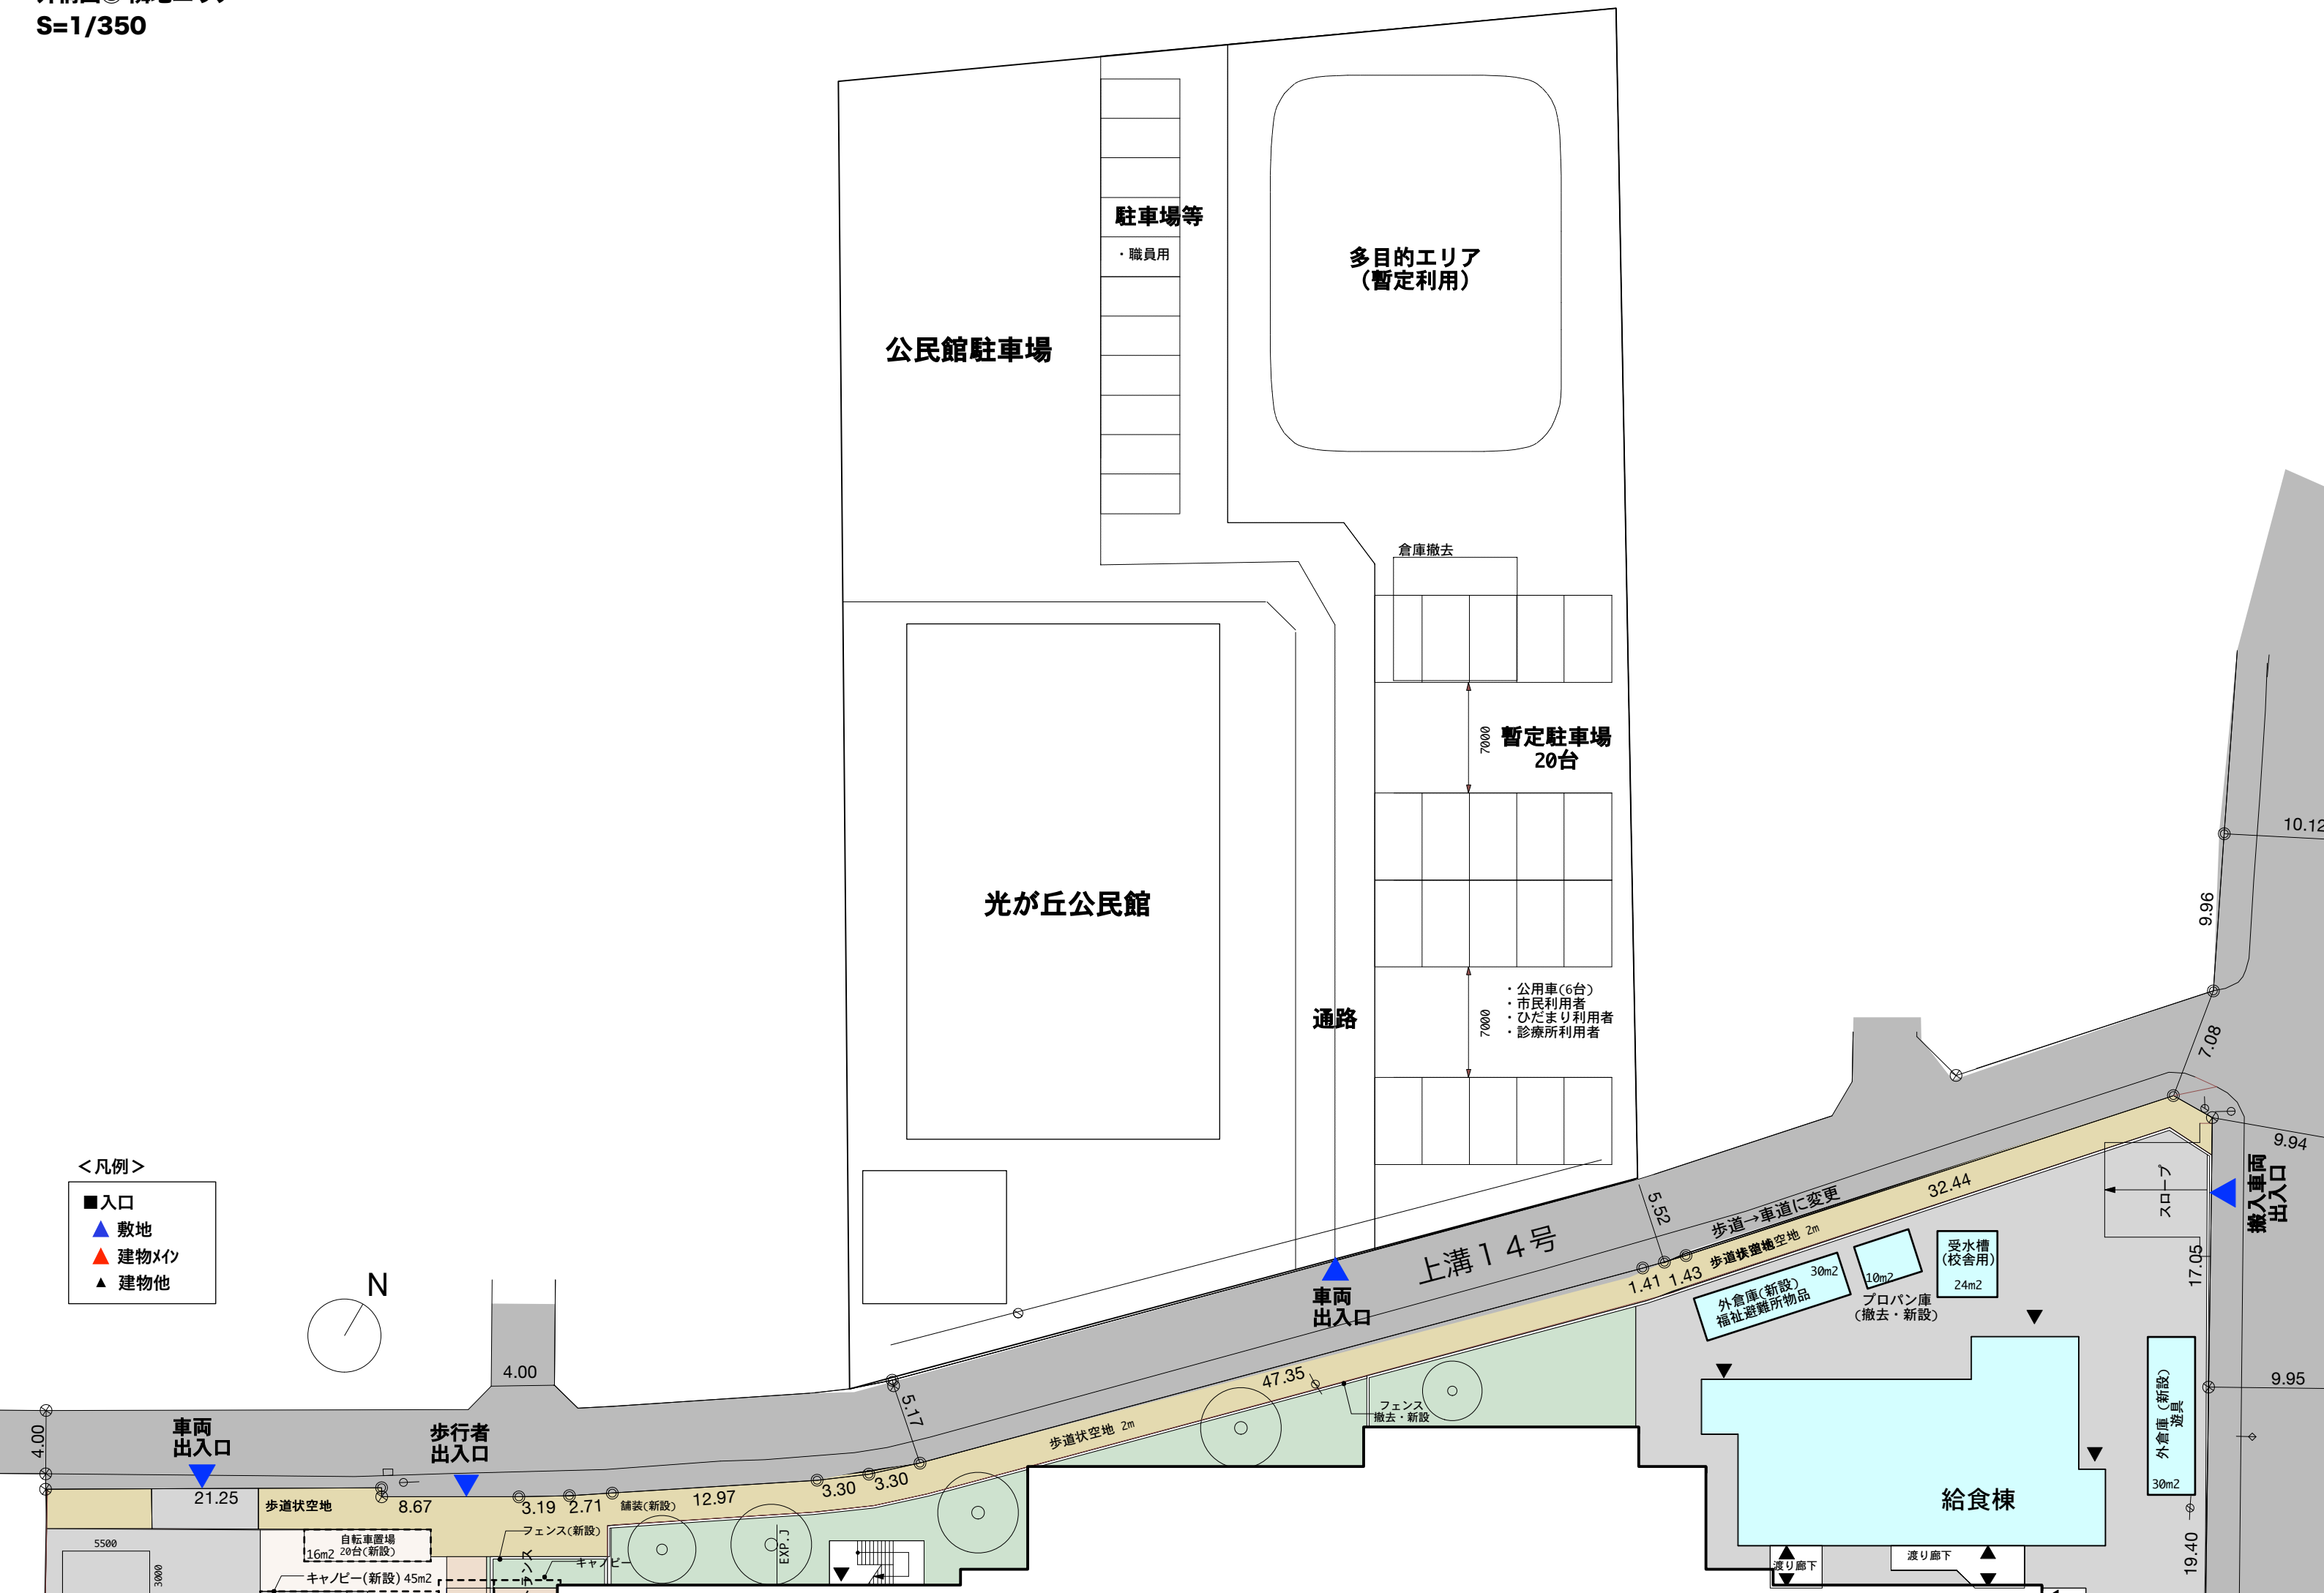 S=1/350
駐車場等
・職員用
多目的エリア
(暫定利用)
公民館駐車場
倉庫撤去
7000
暫定駐車場
20台
光が丘公民館
通路
7000
・公用車(6台)
・市民利用者
・ひだまり利用者
・診療所利用者
10.12
9.96
7.08
9.94
＜凡例＞
■入口
敷地
建物メイン
建物他
N
4.00
4.00
車両
出入口
歩行者
出入口
21.25
歩道状空地
8.67
3.19
2.71
舗装(新設)
12.97
3.30
3.30
5.17
歩道状空地 2m
47.35
車両
出入口
上溝14号
5.52
歩道→車道に変更
32.44
1.41
1.43
歩道状空地 2m
フェンス
撤去・新設
外倉庫(新設)
福祉避難所物品
30m2
10m2
プロパン庫
(撤去・新設)
受水槽
(校舎用)
24m2
スロープ
搬入車両
出入口
17.05
9.95
外倉庫(新設)
遊具
30m2
給食棟
19.40
渡り廊下
渡り廊下
5500
3000
自転車置場
16m2
20台(新設)
キャノピー(新設)45m2
フェンス(新設)
キャノピー
EXP.J